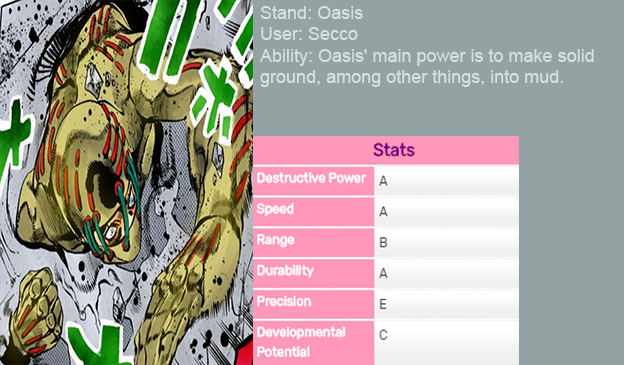 Stand: Oasis
User: Secco
Ability: Oasis' main power is to make solid
ground, among other things, into mud.
Stats
Destructive Power A
Speed A
Range B
Durability A
Precision E
Developmental
Potential C